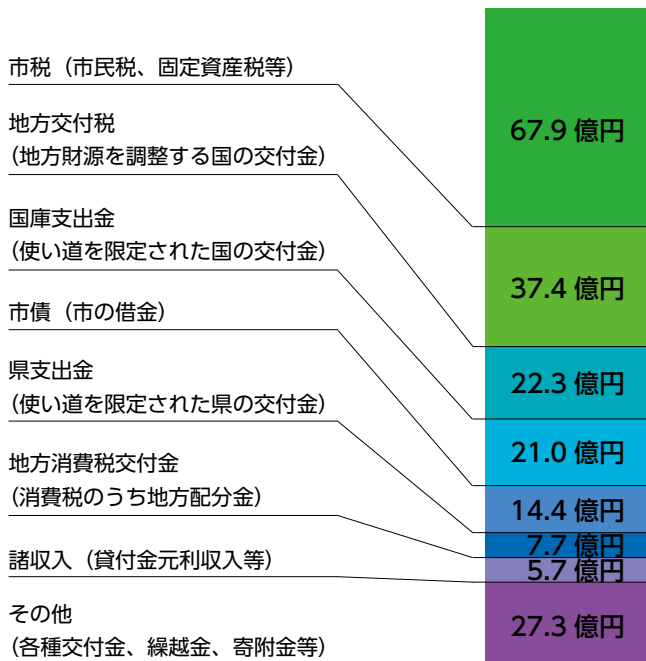 市税（市民税、固定資産税等）
67.9 億円
地方交付税
（地方財源を調整する国の交付金）
37.4 億円
国庫支出金
（使い道を限定された国の交付金）
22.3 億円
市債（市の借金）
21.0 億円
県支出金
（使い道を限定された県の交付金）
14.4 億円
地方消費税交付金
（消費税のうち地方配分金）
7.7 億円
諸収入（貸付金元利収入等）
5.7 億円
その他
（各種交付金、繰越金、寄附金等）
27.3 億円